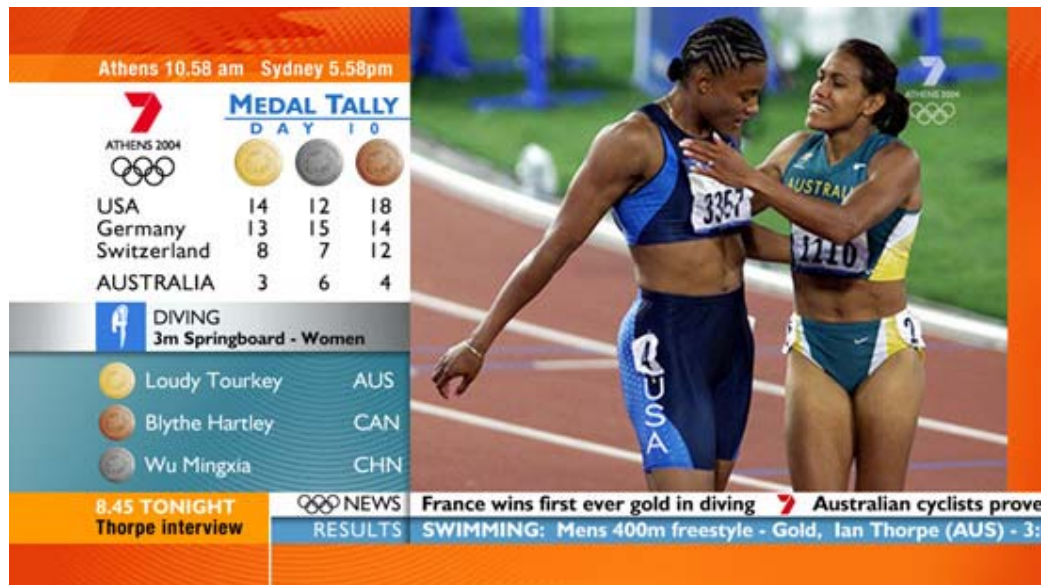 Athens 10.58 am Sydney 5.58pm
7
ATHENS 2004
MEDAL TALLY
DAY 10
USA 14 12 18
Germany 13 15 14
Switzerland 8 7 12
AUSTRALIA 3 6 4
DIVING
3m Springboard - Women
Loudy Tourkey AUS
Blythe Hartley CAN
Wu Mingxia CHN
8.45 TONIGHT
Thorpe interview
7
ATHENS 2004
3357
USA
AUSTRAL
1110
2
NEWS France wins first ever gold in diving 7 Australian cyclists prove
RESULTS SWIMMING: Mens 400m freestyle - Gold, Ian Thorpe (AUS) - 3: